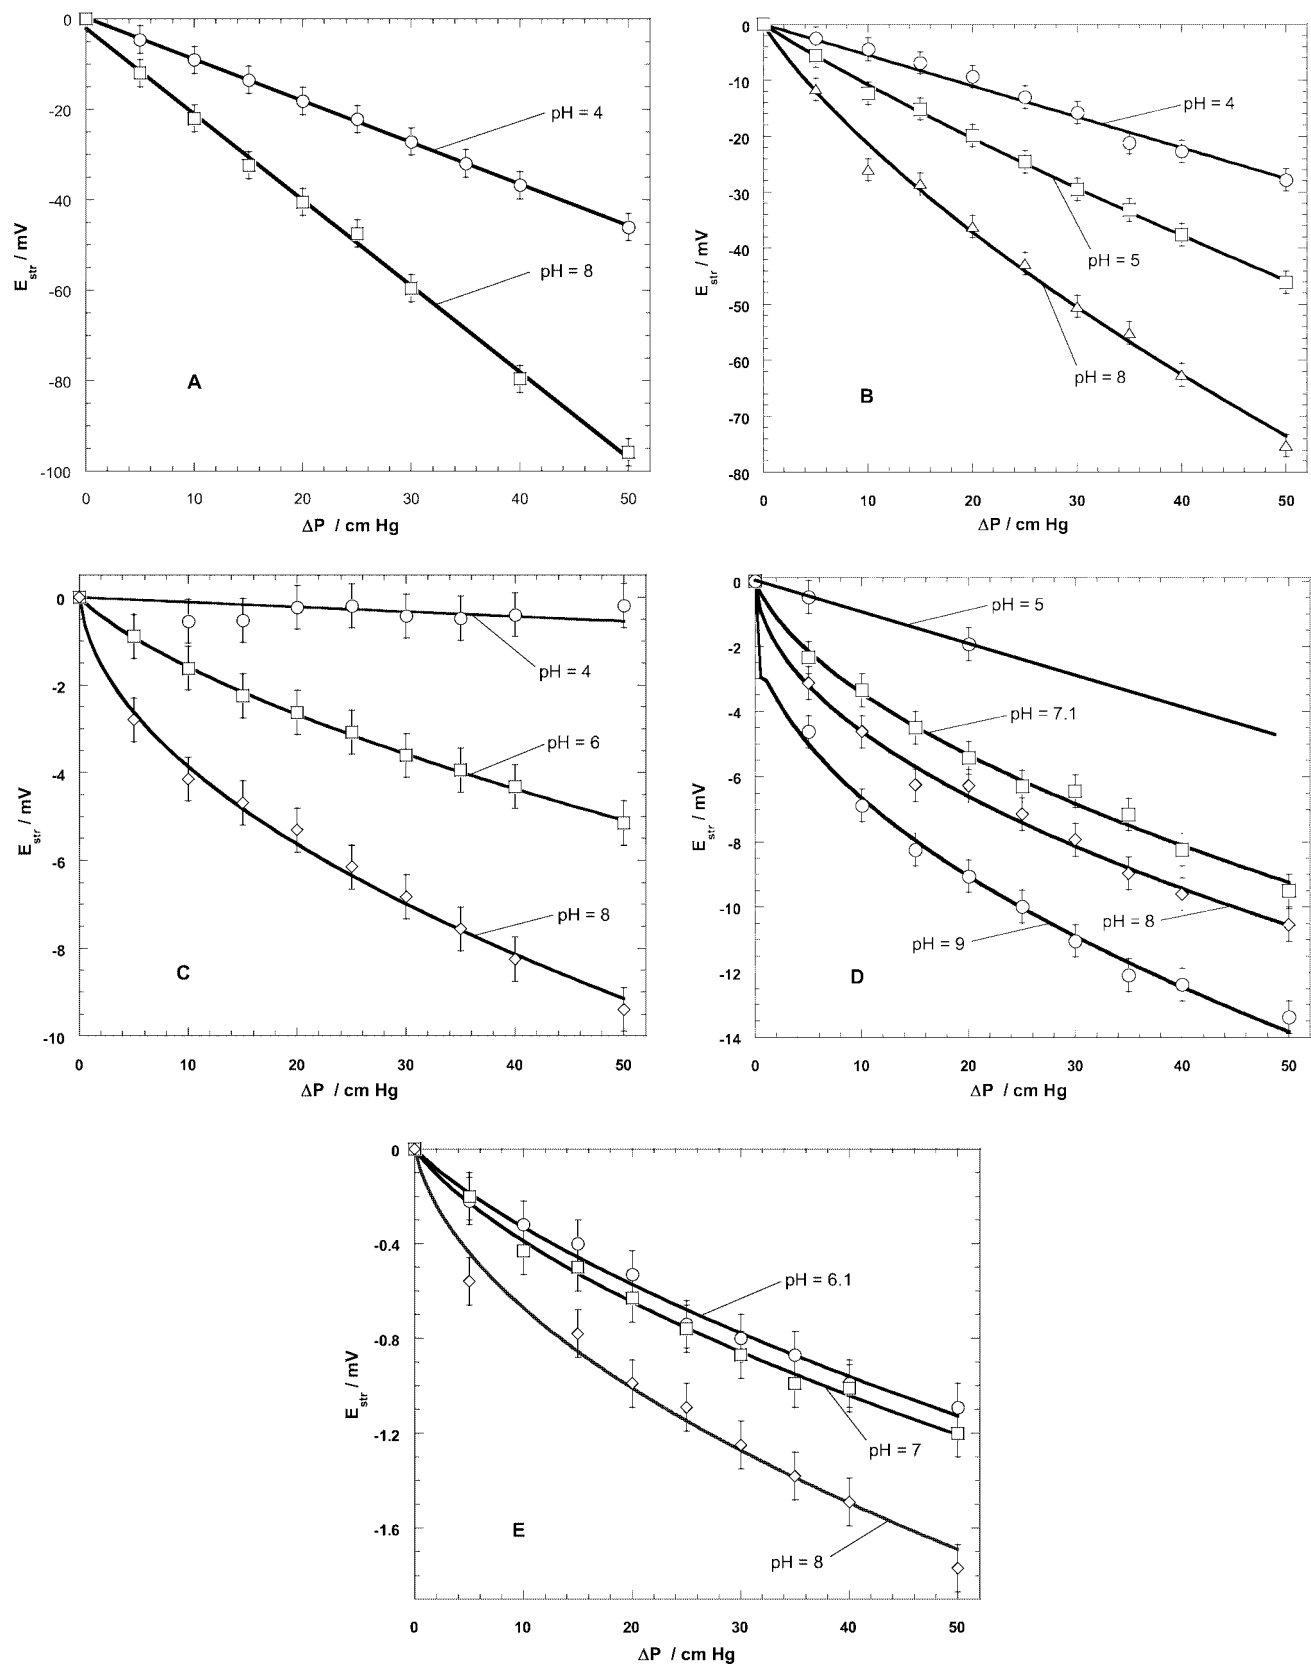 0
-20
-40
-60
-80
-100
E str / mV
pH = 4
pH = 8
A
0 10 20 30 40 50
ΔP / cm Hg
0
-10
-20
-30
-40
-50
-60
-70
-80
E str / mV
pH = 4
pH = 5
pH = 8
B
0 10 20 30 40 50
ΔP / cm Hg
0
-2
-4
-6
-8
-10
E str / mV
pH = 4
pH = 6
pH = 8
C
0 10 20 30 40 50
ΔP / cm Hg
0
-2
-4
-6
-8
-10
-12
-14
E str / mV
pH = 5
pH = 7.1
pH = 8
pH = 9
D
0 10 20 30 40 50
ΔP / cm Hg
0
-0.4
-0.8
-1.2
-1.6
E str / mV
pH = 6.1
pH = 7
E
pH = 8
0 10 20 30 40 50
ΔP / cm Hg